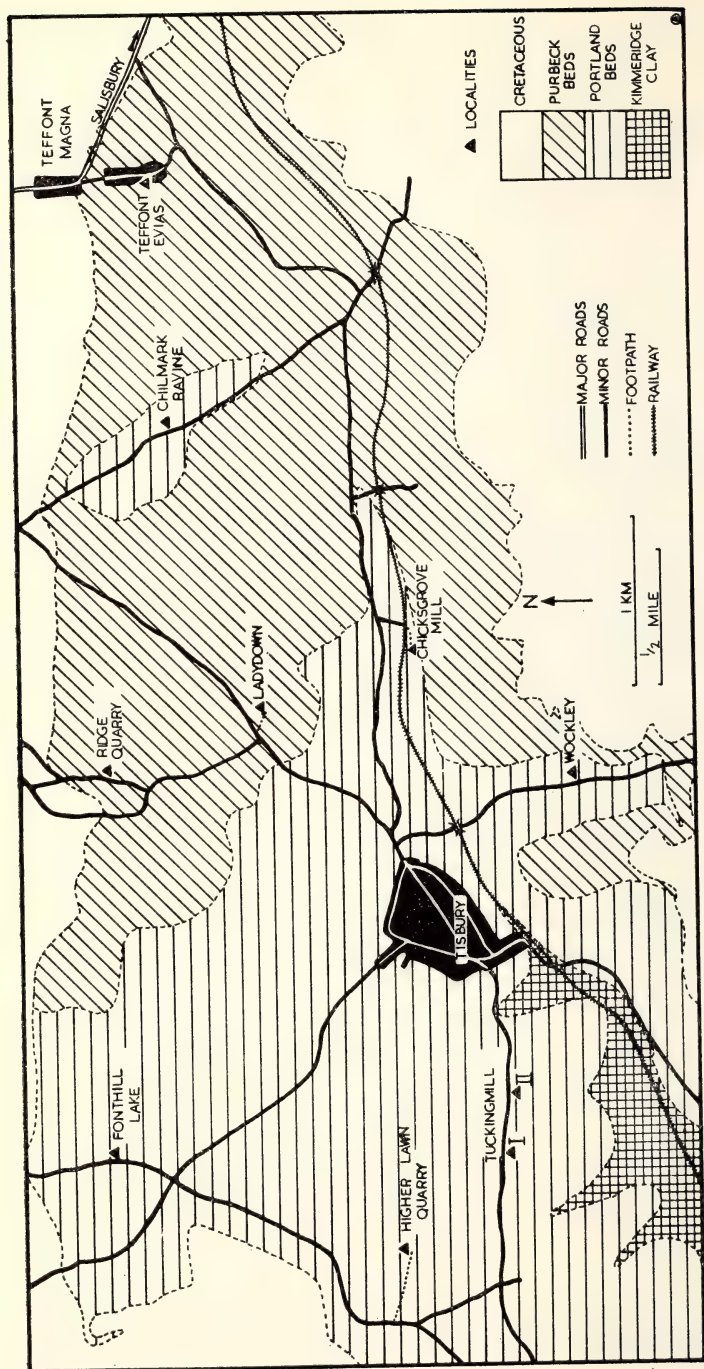 TEFFONT
MAGNA
SALISBURY
TEFFONT
EVIAS
CHILMARK
RAVINE
RIDGE
QUARRY
LADYDOWN
FONTHILL
LAKE
HIGHER LAWN
QUARRY
TISBURY
CHICKSGROVE
MILL
TUCKINGMILL
I
II
WOCKLEY
N
1 KM
1/2 MILE
MAJOR ROADS
MINOR ROADS
FOOTPATH
RAILWAY
LOCALITIES
CRETACEOUS
PURBECK
BEDS
PORTLAND
BEDS
KIMMERIDGE
CLAY